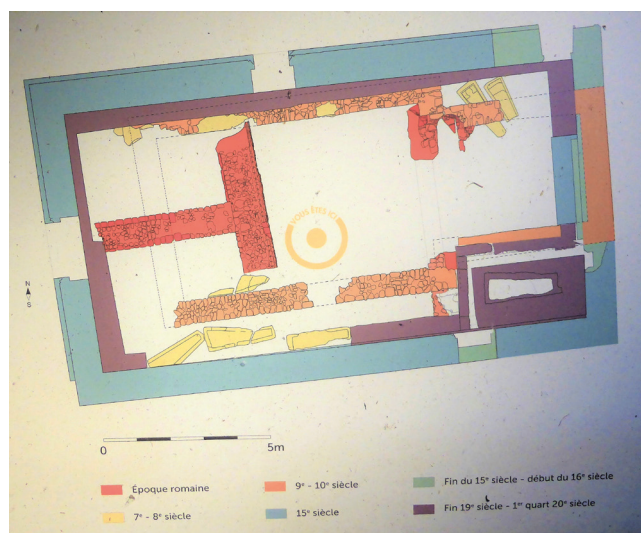 VOUS ÊTES ICI
N
S
0
5m
Époque romaine
7e - 8e siècle
9e - 10e siècle
15e siècle
Fin du 15e siècle - début du 16e siècle
Fin 19e siècle - 1er quart 20e siècle